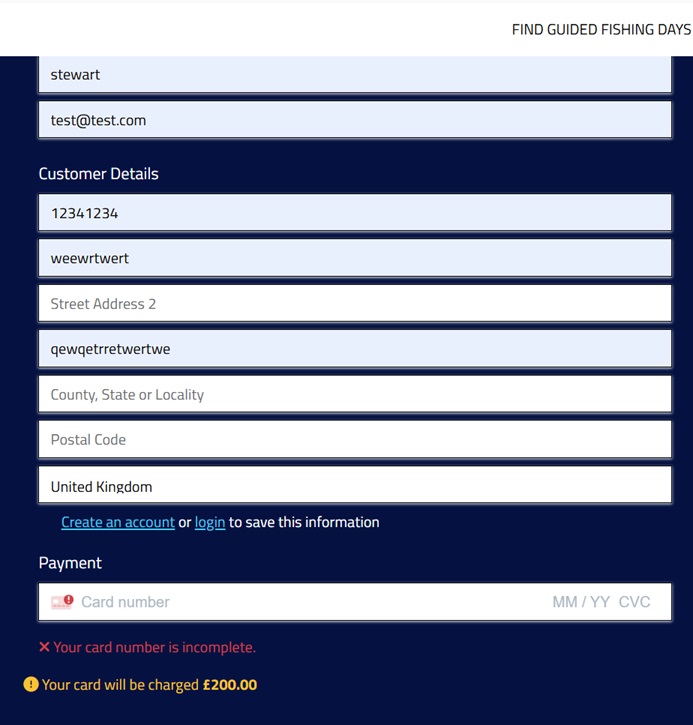 FIND GUIDED FISHING DAYS
stewart
test@test.com
Customer Details
12341234
weewrtwert
Street Address 2
qewqetrretwertwe
County, State or Locality
Postal Code
United Kingdom
Create an account or login to save this information
Payment
Card number MM / YY CVC
✕ Your card number is incomplete.
! Your card will be charged £200.00